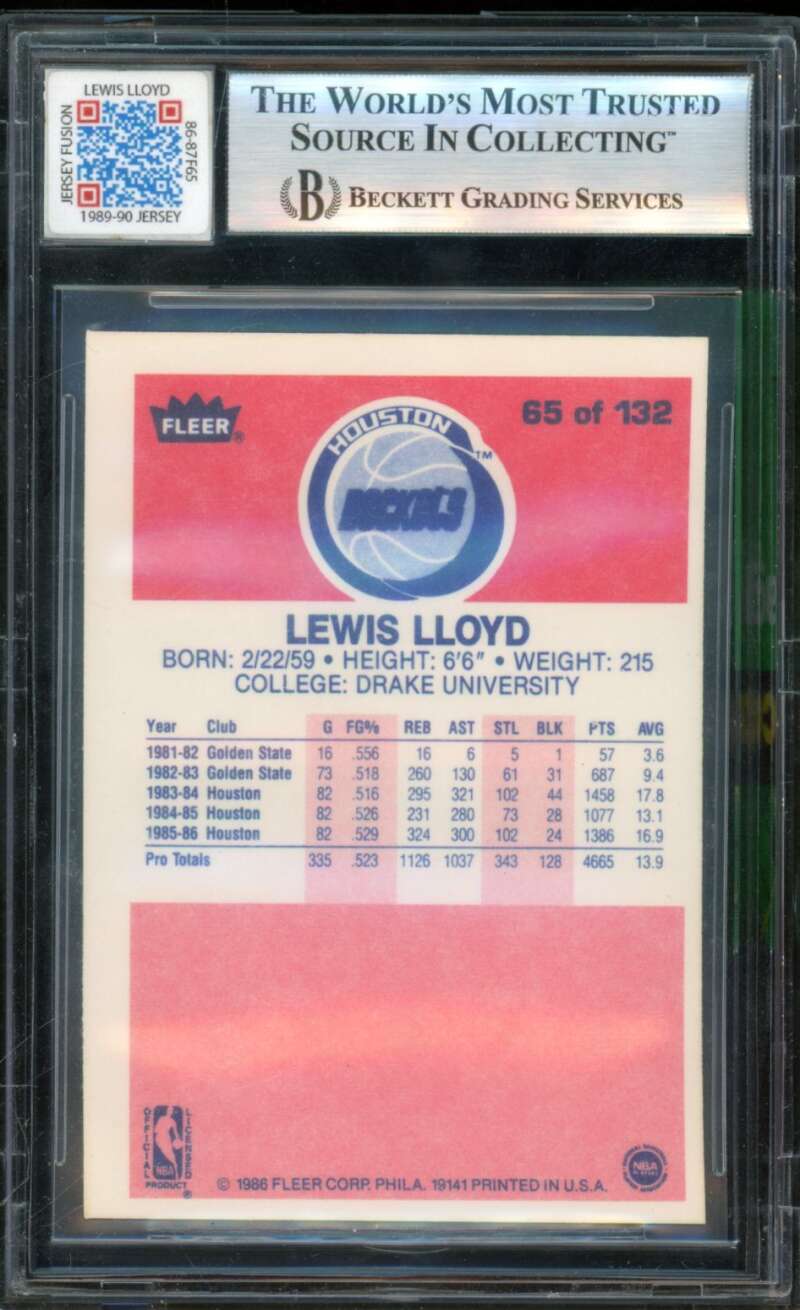 LEWIS LLOYD
JERSEY FUSION
86-87F65
1989-90 JERSEY
THE WORLD'S MOST TRUSTED
SOURCE IN COLLECTING™
B BECKETT GRADING SERVICES
FLEER®
HOUSTON
ROCKETS
TM
65 of 132
LEWIS LLOYD
BORN: 2/22/59 • HEIGHT: 6'6" • WEIGHT: 215
COLLEGE: DRAKE UNIVERSITY
Year Club G FG% REB AST STL BLK PTS AVG
1981-82 Golden State 16 .556 16 6 5 1 57 3.6
1982-83 Golden State 73 .518 260 130 61 31 687 9.4
1983-84 Houston 82 .516 295 321 102 44 1458 17.8
1984-85 Houston 82 .526 231 280 73 28 1077 13.1
1985-86 Houston 82 .529 324 300 102 24 1386 16.9
Pro Totals 335 .523 1126 1037 343 128 4665 13.9
OFFICIAL LICENSED
NBA
PRODUCT ®
© 1986 FLEER CORP. PHILA. 19141 PRINTED IN U.S.A.
NBA